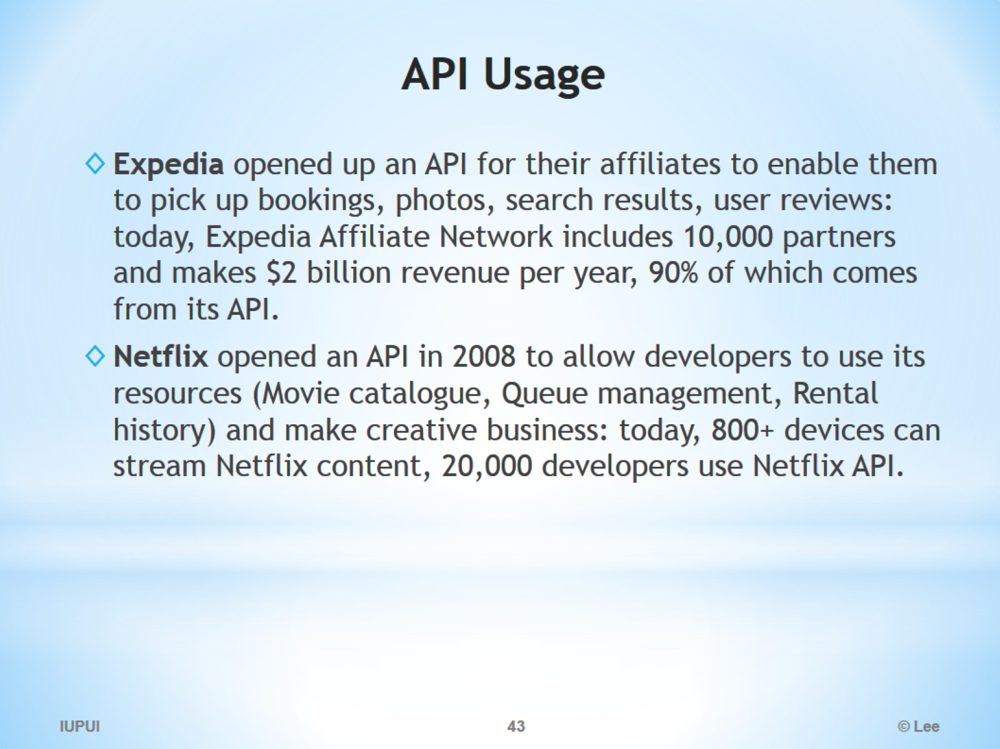 API Usage
◇ Expedia opened up an API for their affiliates to enable them
to pick up bookings, photos, search results, user reviews:
today, Expedia Affiliate Network includes 10,000 partners
and makes $2 billion revenue per year, 90% of which comes
from its API.
◇ Netflix opened an API in 2008 to allow developers to use its
resources (Movie catalogue, Queue management, Rental
history) and make creative business: today, 800+ devices can
stream Netflix content, 20,000 developers use Netflix API.
IUPUI 43 © Lee